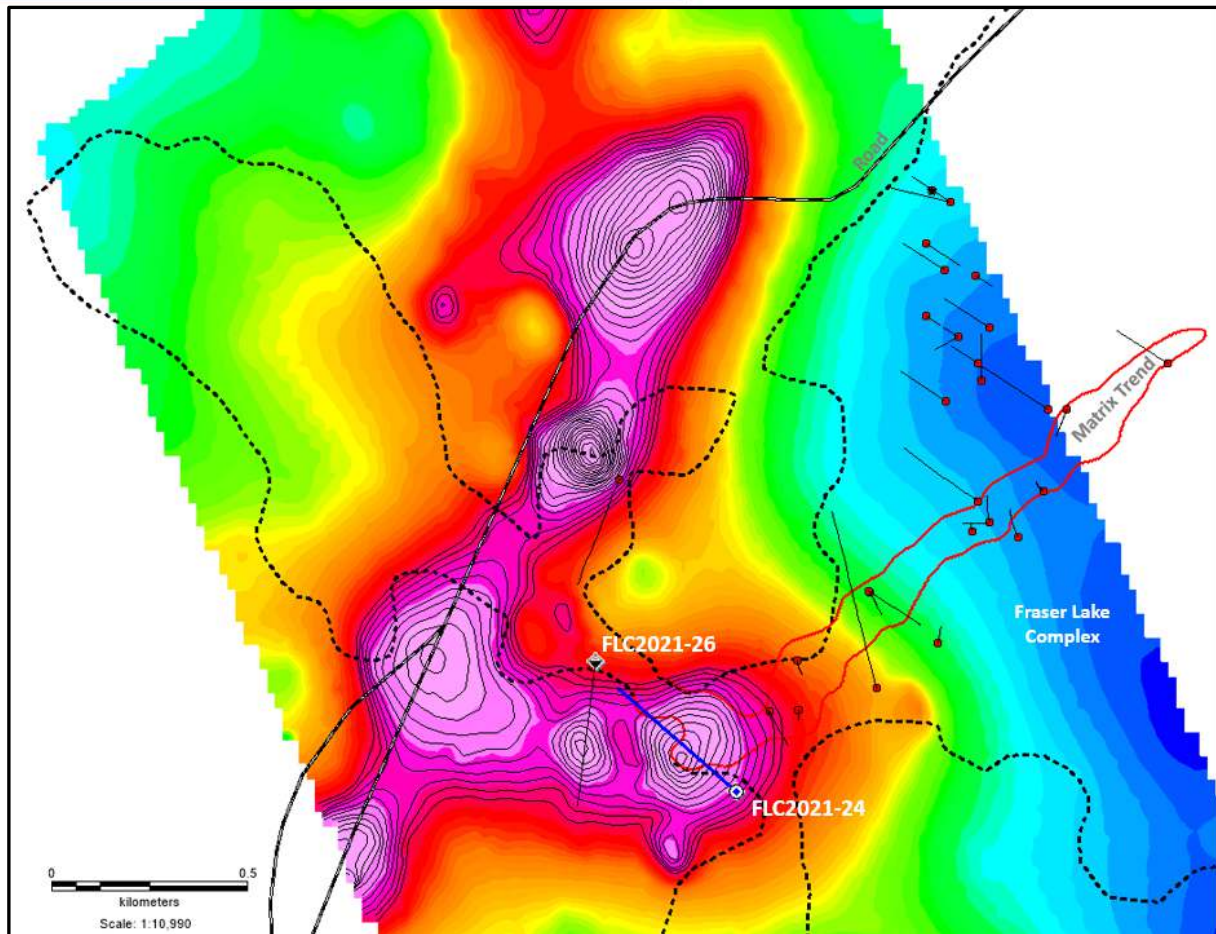 Road
Matrix Trend
Fraser Lake
Complex
FLC2021-26
FLC2021-24
0 0.5
kilometers
Scale: 1:10,990